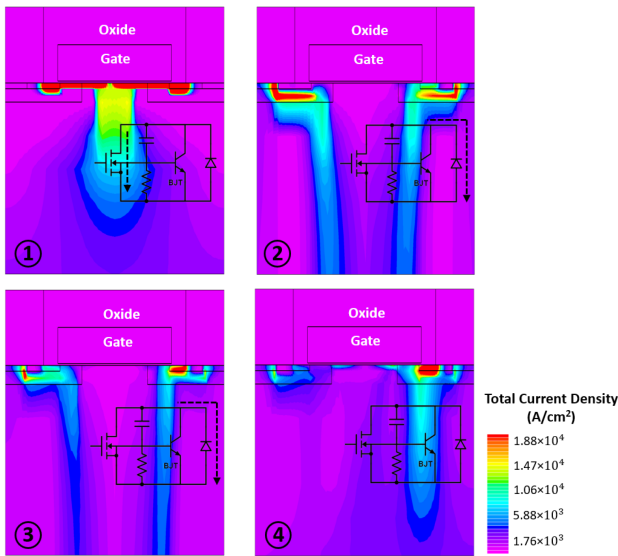 Oxide
Gate
BJT
①
Oxide
Gate
BJT
②
Oxide
Gate
BJT
③
Oxide
Gate
BJT
④
Total Current Density
(A/cm²)
1.88×10⁴
1.47×10⁴
1.06×10⁴
5.88×10³
1.76×10³